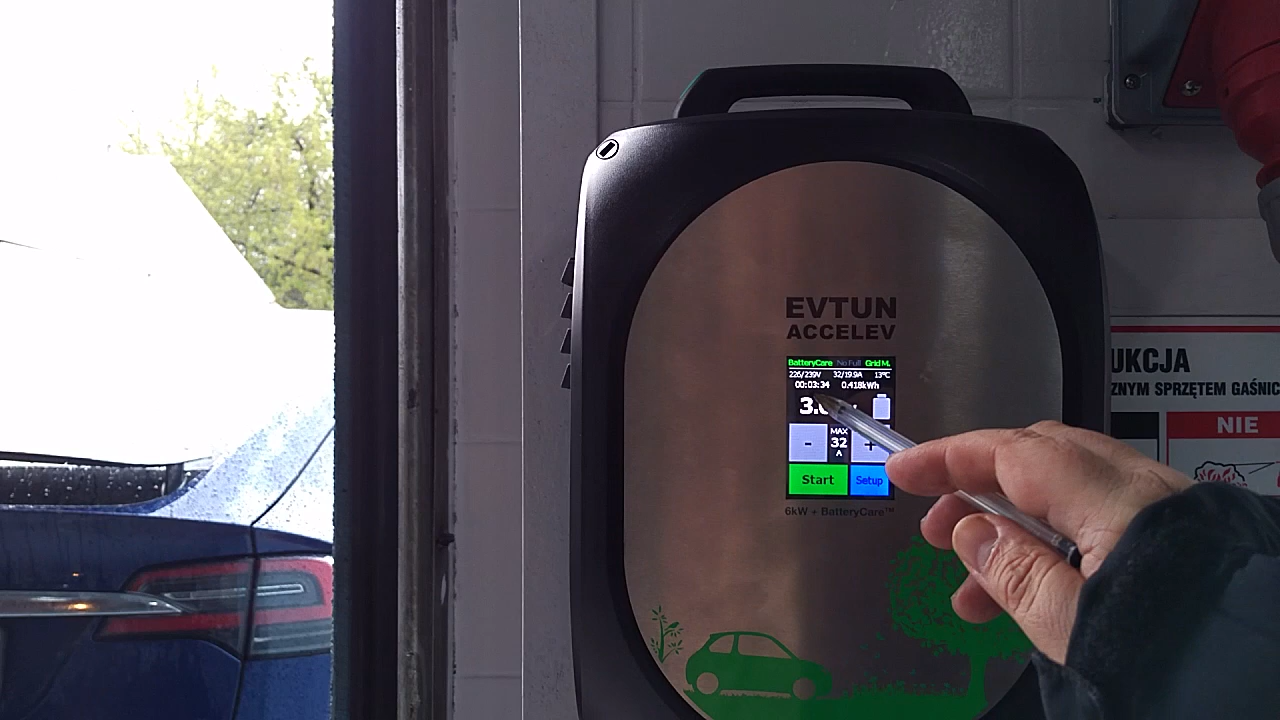 EVTUN
ACCELEV
BatteryCare No Full Grid M.
226/239V 32/19.9A 13°C
00:03:34 0.418kWh
-
MAX
32
A
+
Start Setup
6kW + BatteryCare™
UKCJA
ZNYM SPRZĘTEM GAŚNIC
NIE